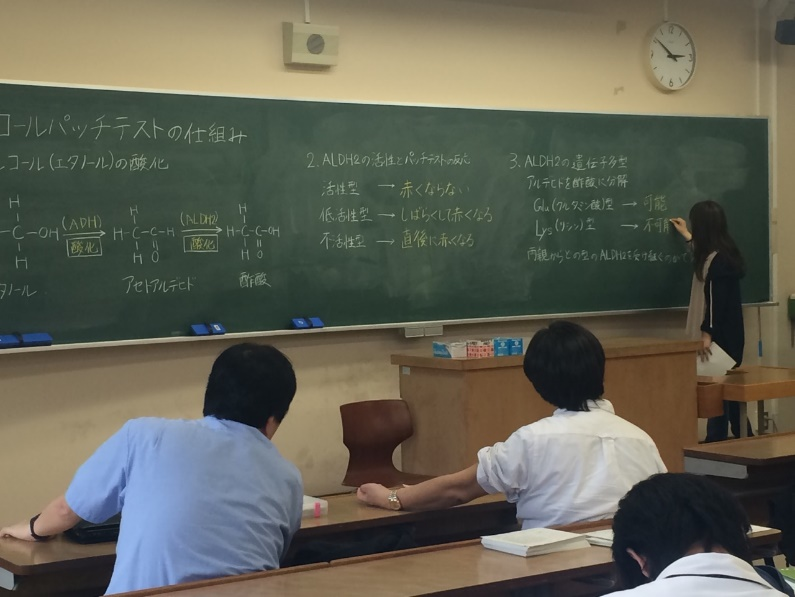 コールパッチテストの仕組み
コール(エタノール)の酸化
H
C-OH
H
(ADH)
酸化
H
H-C-C-H
H O
(ALDH2)
酸化
H
H-C-C-OH
H O
タノール
アセトアルデヒド
酢酸
2. ALDH2の活性とパッチテストの反応
活性型 → 赤くならない
低活性型 → しばらくして赤くなる
不活性型 → 直後に赤くなる
3. ALDH2の遺伝子多型
アルデヒドを酢酸に分解
Glu(グルタミン酸)型 → 可能
Lys(リシン)型 → 不可
両親からどの型のALDH2を受け継ぐのか